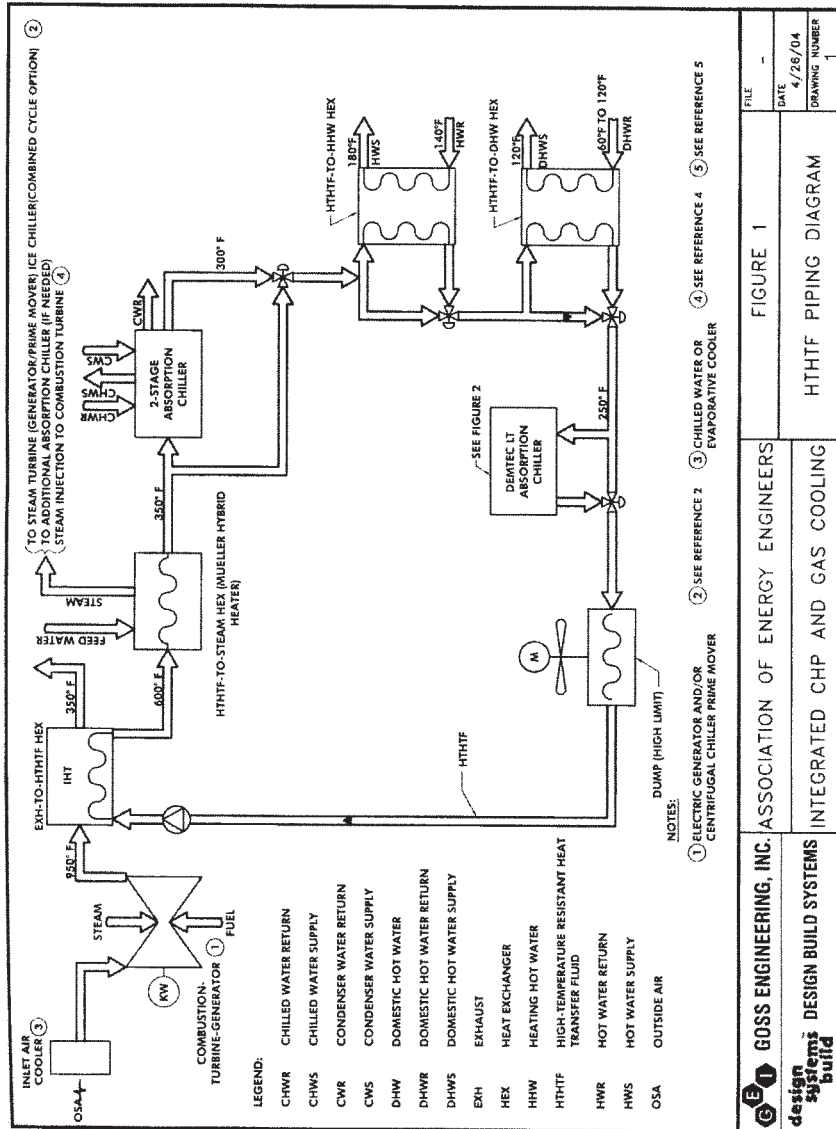 INLET AIR
COOLER ③
OSA
KW
COMBUSTION-
TURBINE-GENERATOR ①
STEAM
FUEL
950° F
EXH-TO-HTHTF HEX
IHT
350° F
600° F
FEED WATER
STEAM
TO STEAM TURBINE (GENERATOR/PRIME MOVER) ICE CHILLER(COMBINED CYCLE OPTION) ②
TO ADDITIONAL ABSORPTION CHILLER (IF NEEDED)
STEAM INJECTION TO COMBUSTION TURBINE ④
HTHTF-TO-STEAM HEX (MUELLER HYBRID
HEATER)
350° F
CHWR
CHWS
CWS
CWR
2-STAGE
ABSORPTION
CHILLER
300° F
HTHTF-TO-HHW HEX
180°F
HWS
140°F
HWR
HTHTF-TO-DHW HEX
120°F
DHWS
60°F TO 120°F
DHWR
250° F
SEE FIGURE 2
DEMTEC LT
ABSORPTION
CHILLER
M
DUMP (HIGH LIMIT)
HTHTF
LEGEND:
CHWR CHILLED WATER RETURN
CHWS CHILLED WATER SUPPLY
CWR CONDENSER WATER RETURN
CWS CONDENSER WATER SUPPLY
DHW DOMESTIC HOT WATER
DHWR DOMESTIC HOT WATER RETURN
DHWS DOMESTIC HOT WATER SUPPLY
EXH EXHAUST
HEX HEAT EXCHANGER
HHW HEATING HOT WATER
HTHTF HIGH-TEMPERATURE RESISTANT HEAT
TRANSFER FLUID
HWR HOT WATER RETURN
HWS HOT WATER SUPPLY
OSA OUTSIDE AIR
NOTES:
① ELECTRIC GENERATOR AND/OR
CENTRIFUGAL CHILLER PRIME MOVER
② SEE REFERENCE 2
③ CHILLED WATER OR
EVAPORATIVE COOLER
④ SEE REFERENCE 4
⑤ SEE REFERENCE 5
GEI GOSS ENGINEERING, INC.
design
systems
build
DESIGN BUILD SYSTEMS
ASSOCIATION OF ENERGY ENGINEERS
INTEGRATED CHP AND GAS COOLING
FIGURE 1
HTHTF PIPING DIAGRAM
FILE
-
DATE
4/26/04
DRAWING NUMBER
1